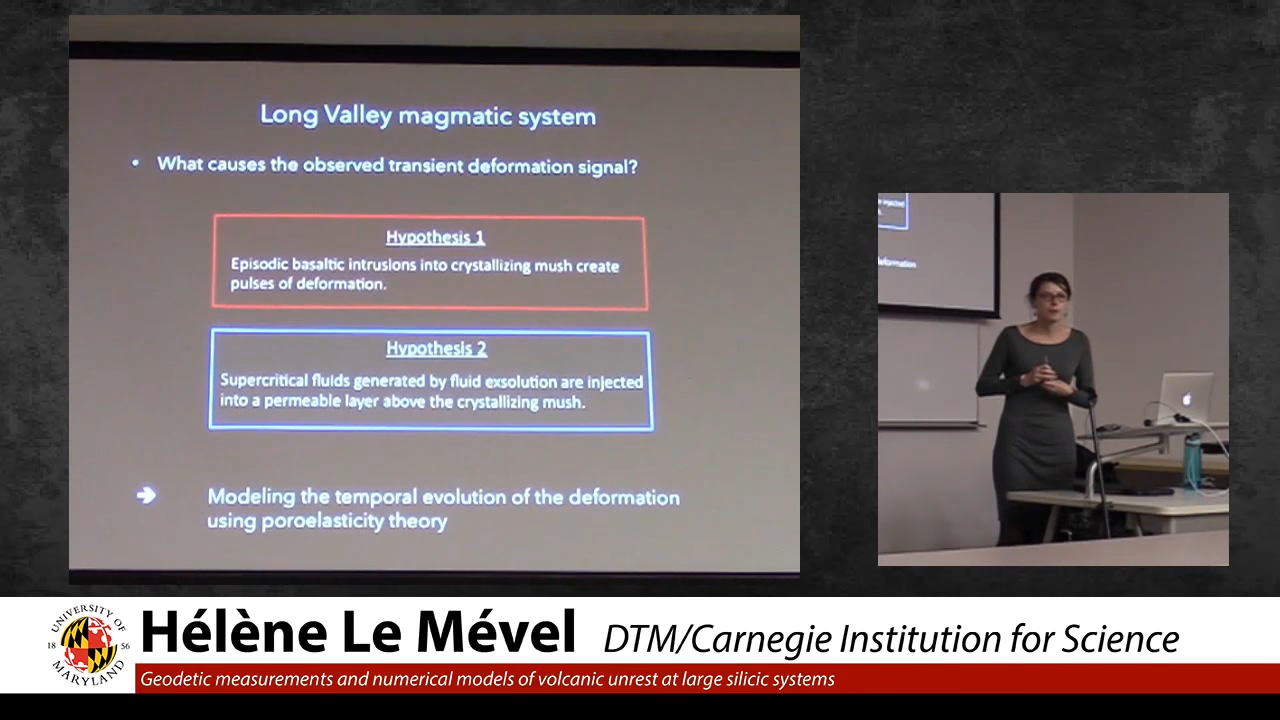 Long Valley magmatic system
• What causes the observed transient deformation signal?
Hypothesis 1
Episodic basaltic intrusions into crystallizing mush create
pulses of deformation.
Hypothesis 2
Supercritical fluids generated by fluid exsolution are injected
into a permeable layer above the crystallizing mush.
➔ Modeling the temporal evolution of the deformation
using poroelasticity theory
injected
deformation
UNIVERSITY OF
18 56
MARYLAND
Hélène Le Mével DTM/Carnegie Institution for Science
Geodetic measurements and numerical models of volcanic unrest at large silicic systems